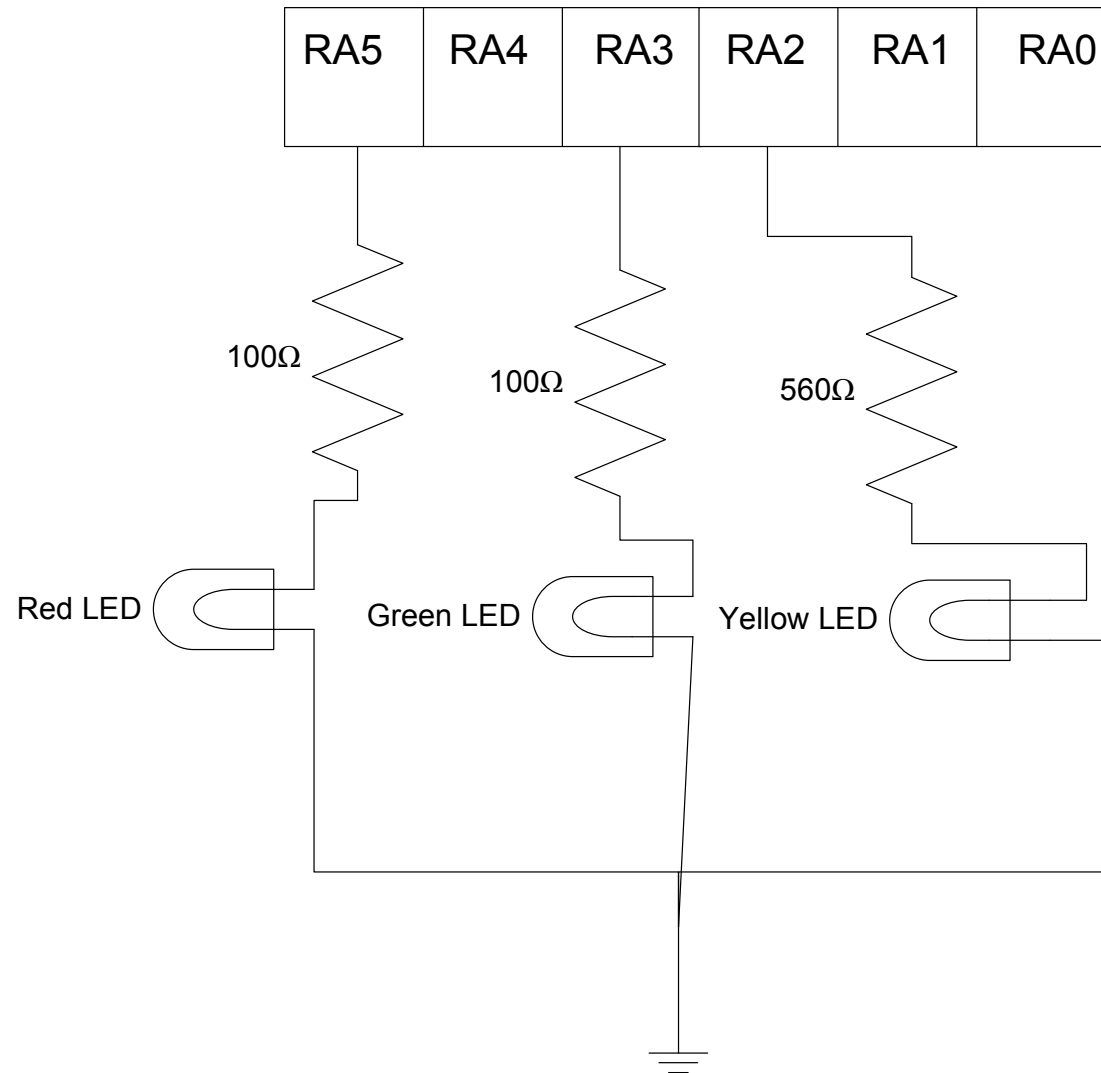 RA5 RA4 RA3 RA2 RA1 RA0
100Ω
100Ω
560Ω
Red LED
Green LED
Yellow LED